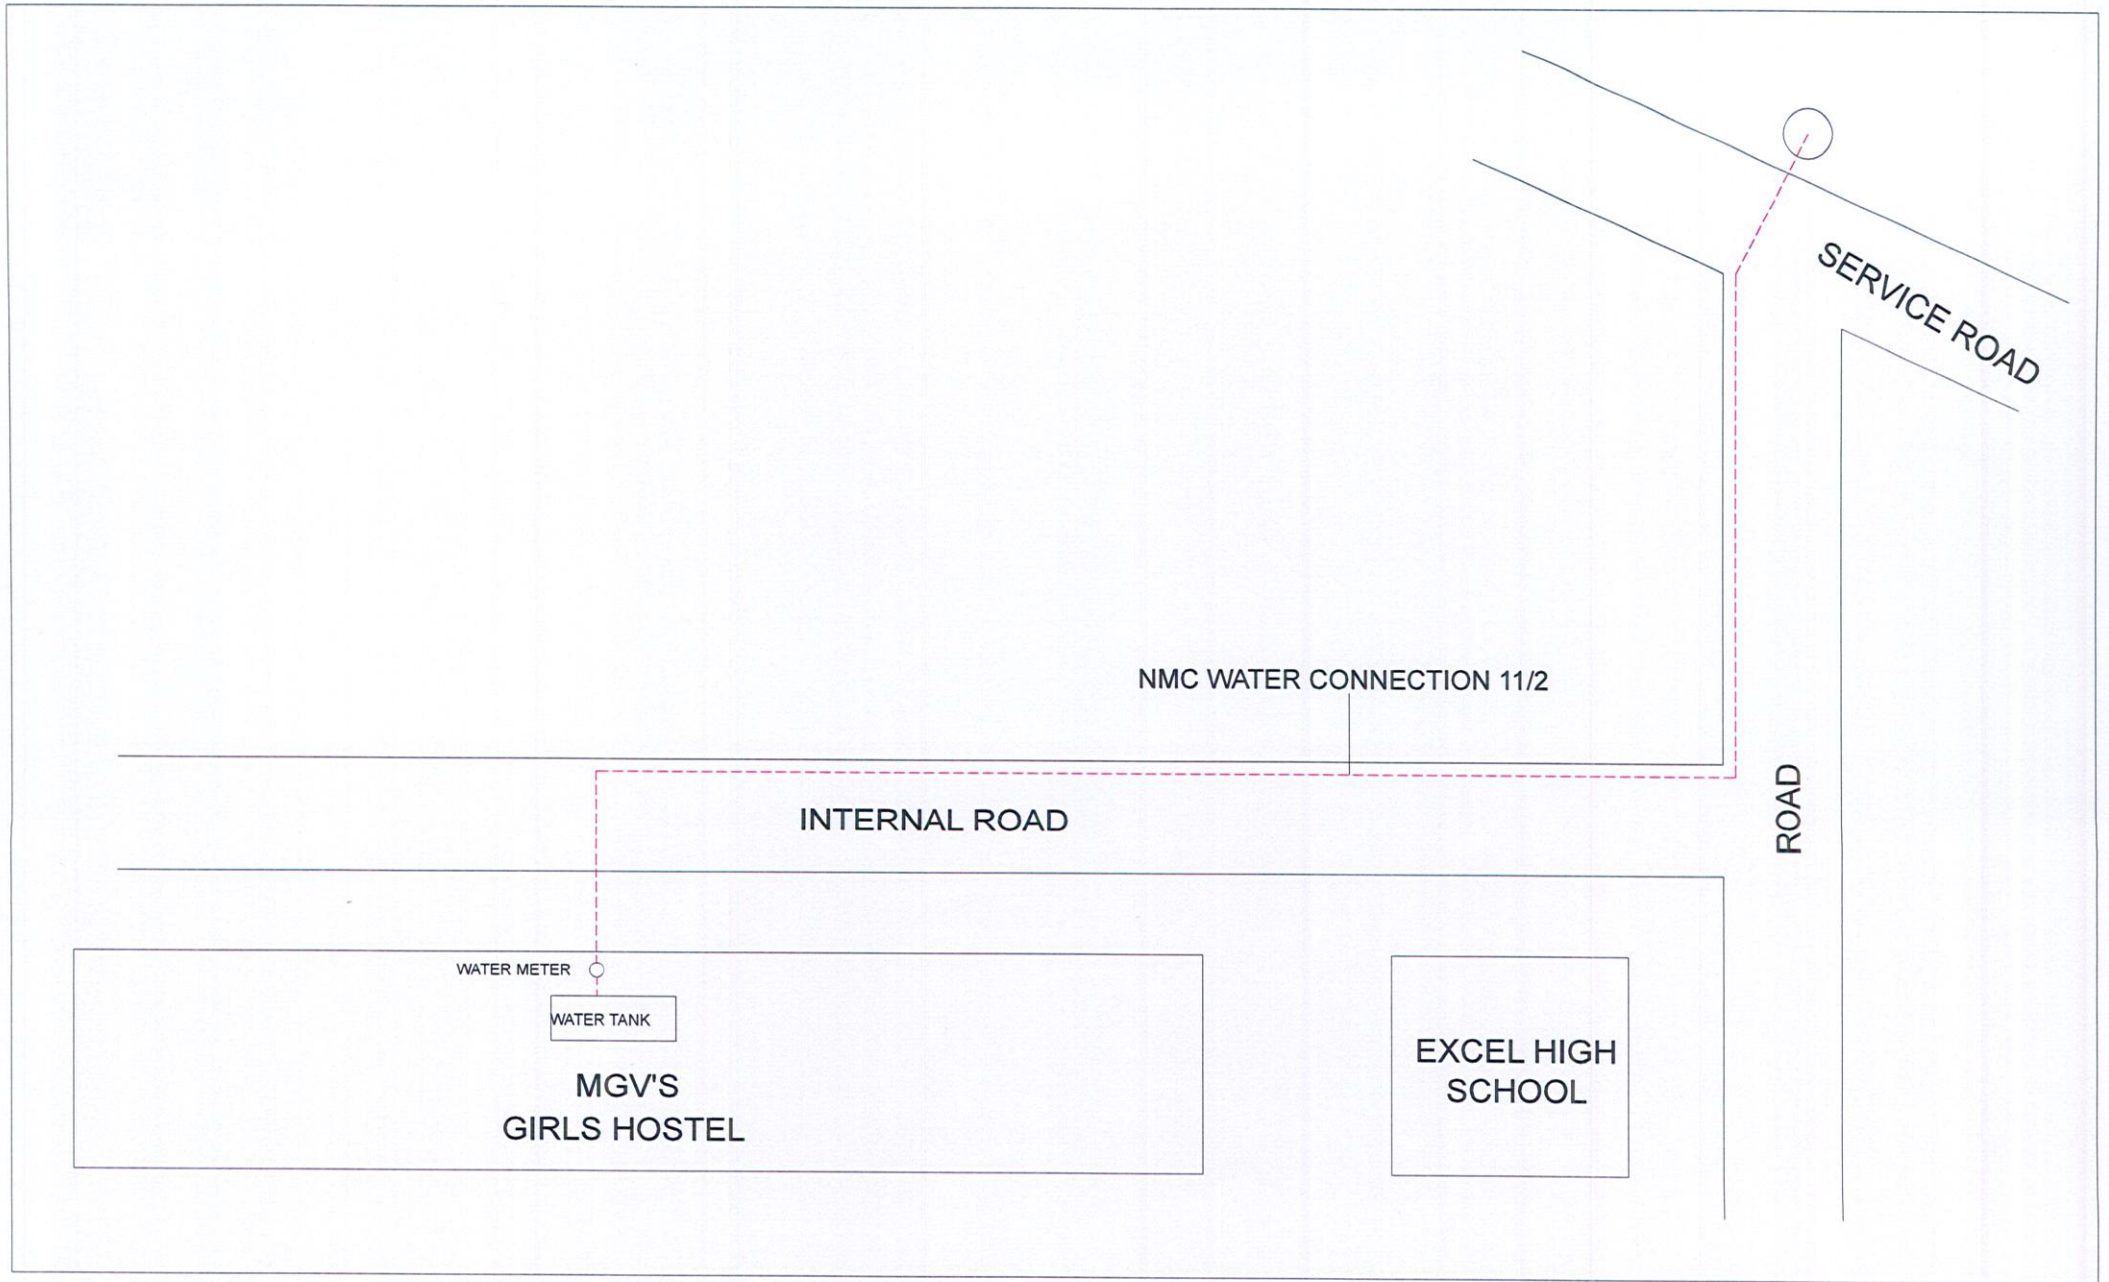 SERVICE ROAD
NMC WATER CONNECTION 11/2
INTERNAL ROAD
ROAD
WATER METER
WATER TANK
MGV'S
GIRLS HOSTEL
EXCEL HIGH
SCHOOL